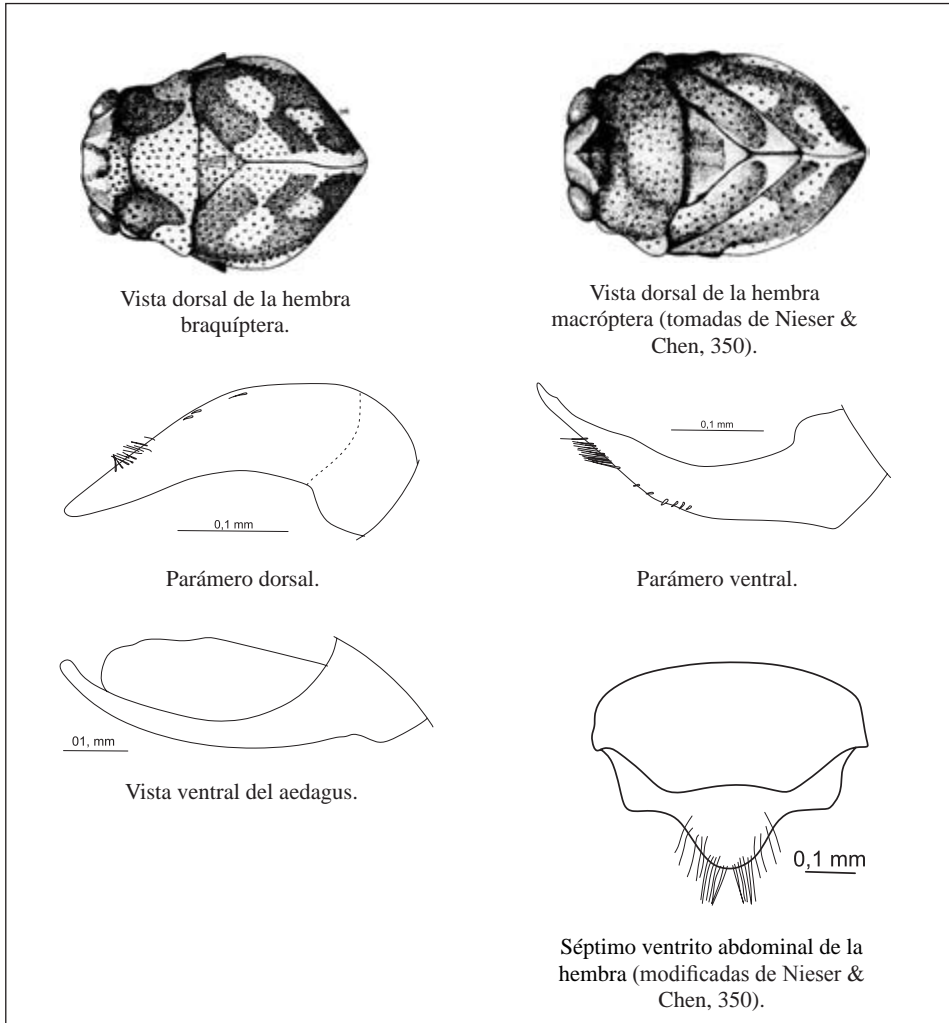 Vista dorsal de la hembra
braquíptera.
Vista dorsal de la hembra
macróptera (tomadas de Nieser &
Chen, 350).
0,1 mm
Parámero dorsal.
0,1 mm
Parámero ventral.
01, mm
Vista ventral del aedagus.
0,1 mm
Séptimo ventrito abdominal de la
hembra (modificadas de Nieser &
Chen, 350).